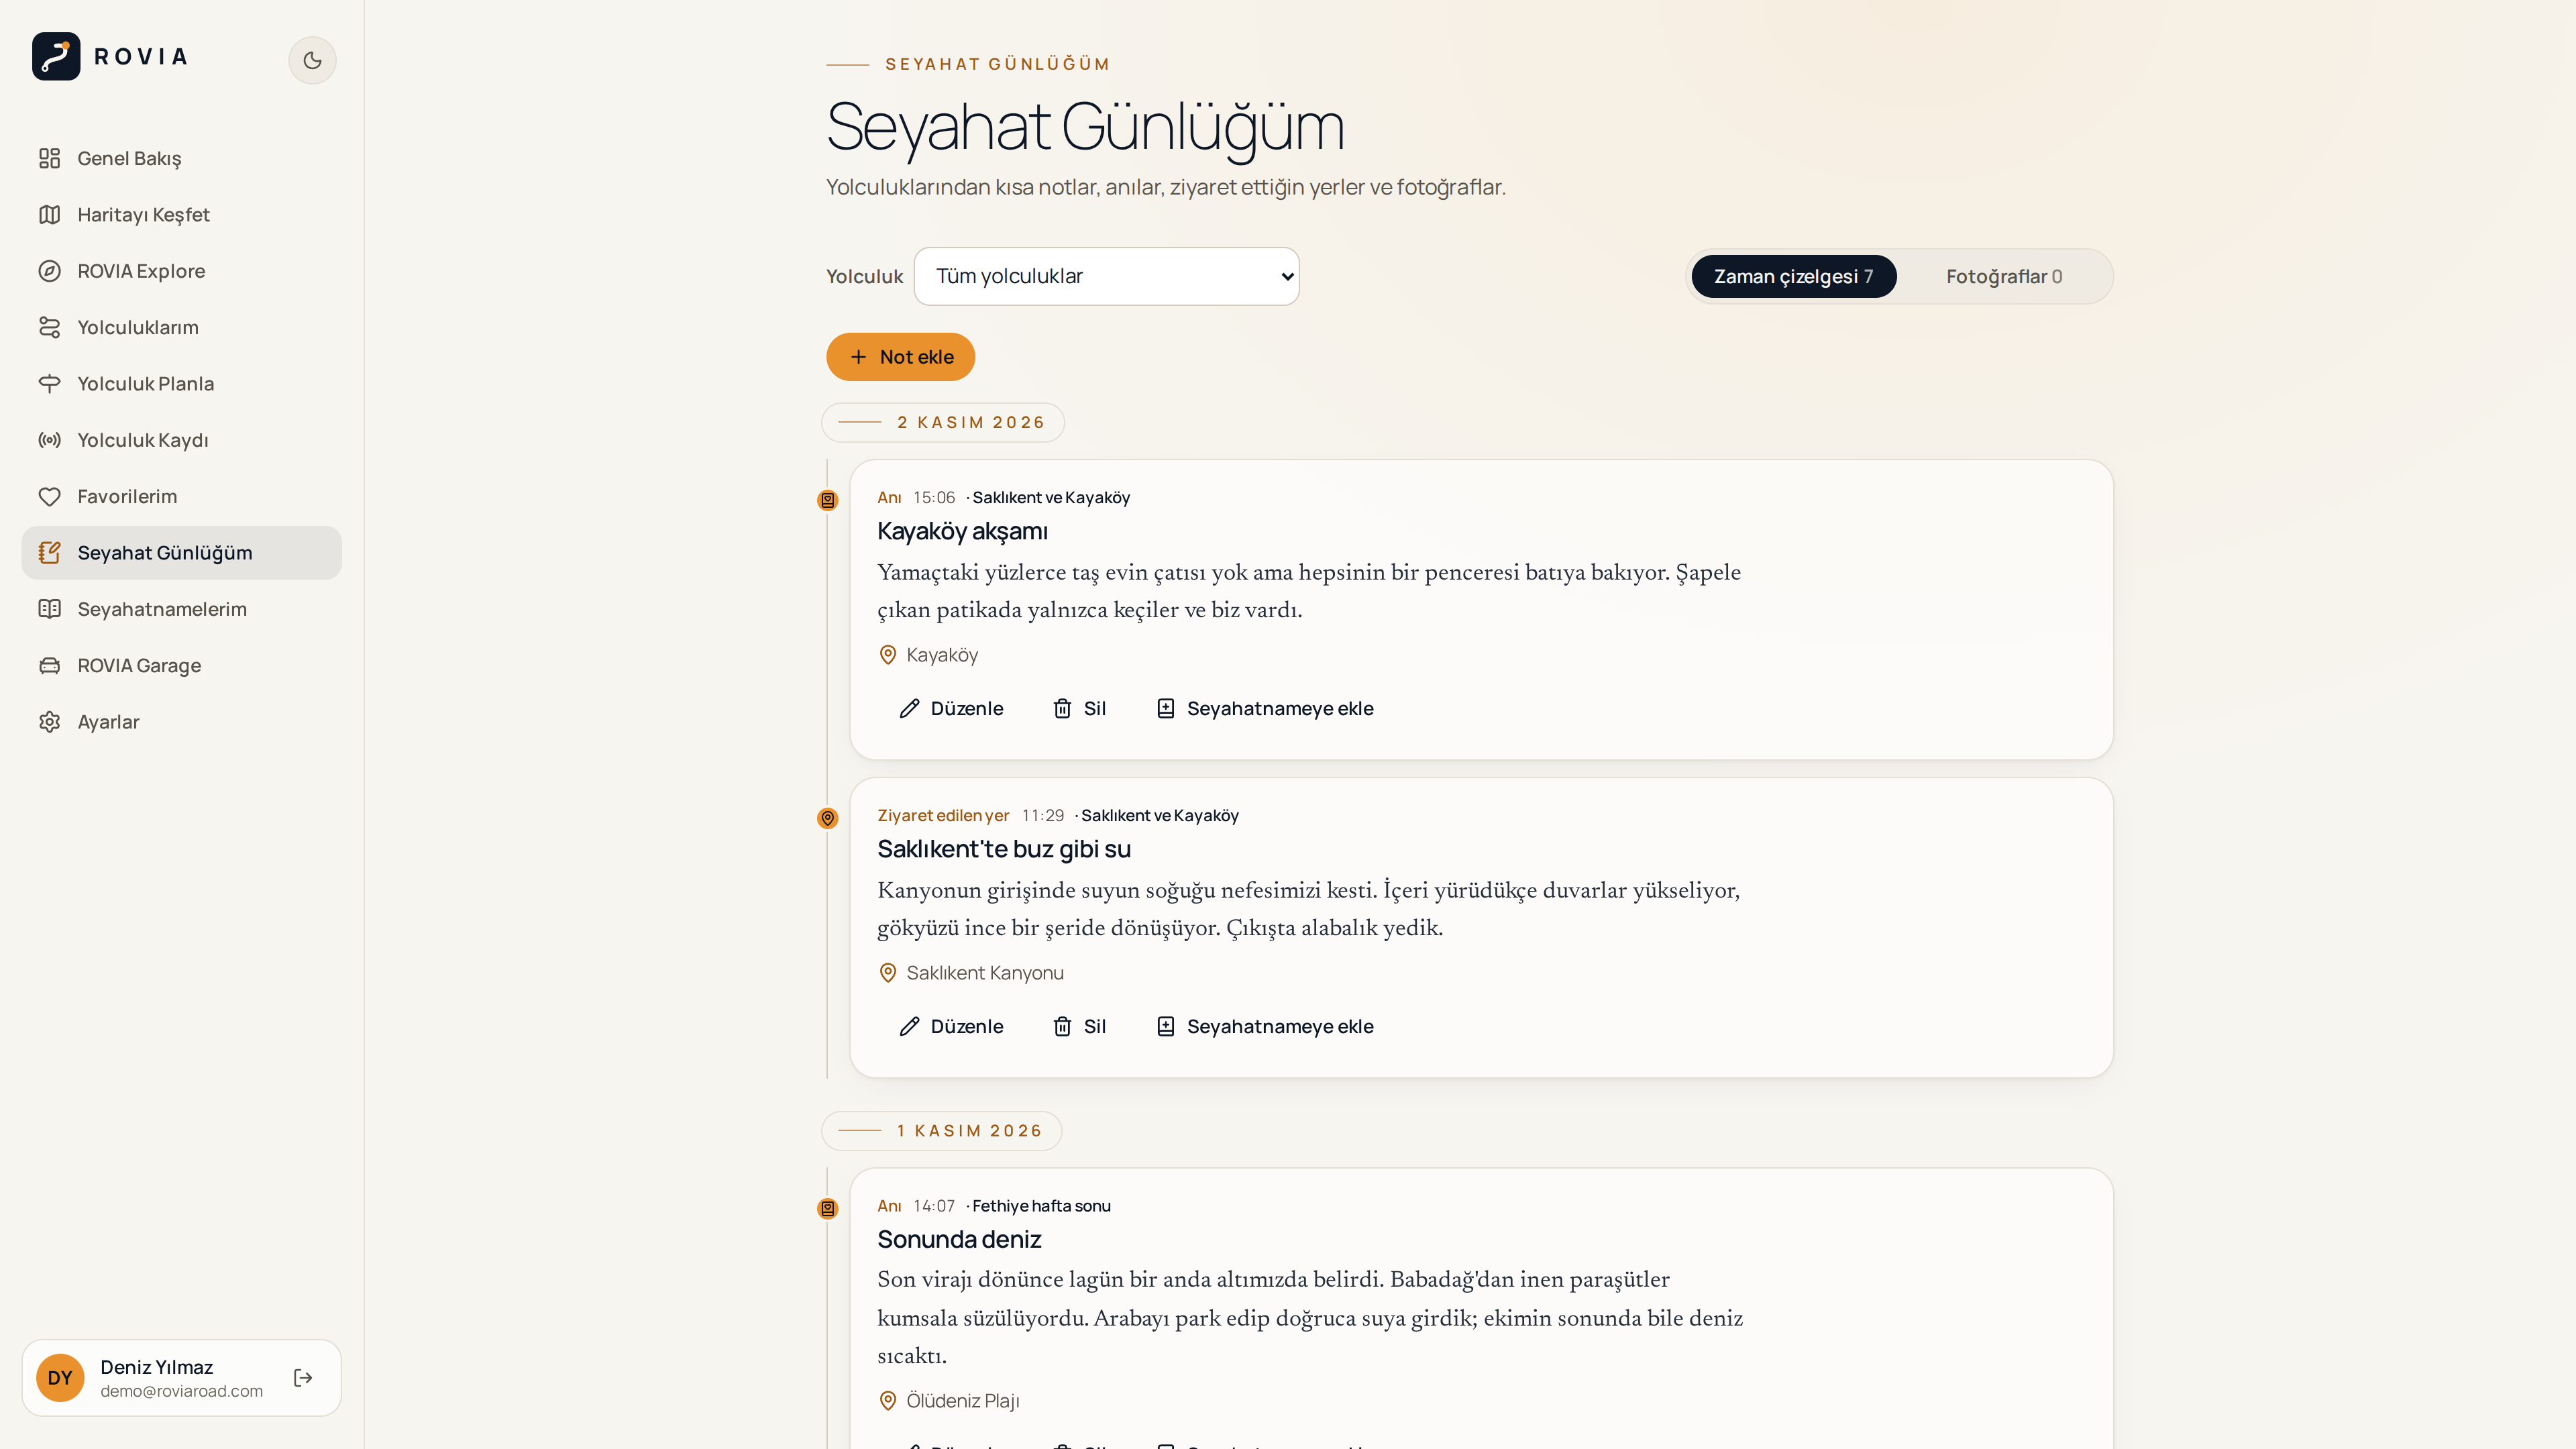 ROVIA
Genel Bakış
Haritayı Keşfet
ROVIA Explore
Yolculuklarım
Yolculuk Planla
Yolculuk Kaydı
Favorilerim
Seyahat Günlüğüm
Seyahatnamelerim
ROVIA Garage
Ayarlar
DY
Deniz Yılmaz
demo@roviaroad.com
SEYAHAT GÜNLÜĞÜM
Seyahat Günlüğüm
Yolculuklarından kısa notlar, anılar, ziyaret ettiğin yerler ve fotoğraflar.
Yolculuk
Tüm yolculuklar
Zaman çizelgesi 7
Fotoğraflar 0
Not ekle
2 KASIM 2026
Anı 15:06 · Saklıkent ve Kayaköy
Kayaköy akşamı
Yamaçtaki yüzlerce taş evin çatısı yok ama hepsinin bir penceresi batıya bakıyor. Şapele
çıkan patikada yalnızca keçiler ve biz vardı.
Kayaköy
Düzenle Sil Seyahatnameye ekle
Ziyaret edilen yer 11:29 · Saklıkent ve Kayaköy
Saklıkent'te buz gibi su
Kanyonun girişinde suyun soğuğu nefesimizi kesti. İçeri yürüdükçe duvarlar yükseliyor,
gökyüzü ince bir şeride dönüşüyor. Çıkışta alabalık yedik.
Saklıkent Kanyonu
Düzenle Sil Seyahatnameye ekle
1 KASIM 2026
Anı 14:07 · Fethiye hafta sonu
Sonunda deniz
Son virajı dönünce lagün bir anda altımızda belirdi. Babadağ'dan inen paraşütler
kumsala süzülüyordu. Arabayı park edip doğruca suya girdik; ekimin sonunda bile deniz
sıcaktı.
Ölüdeniz Plajı